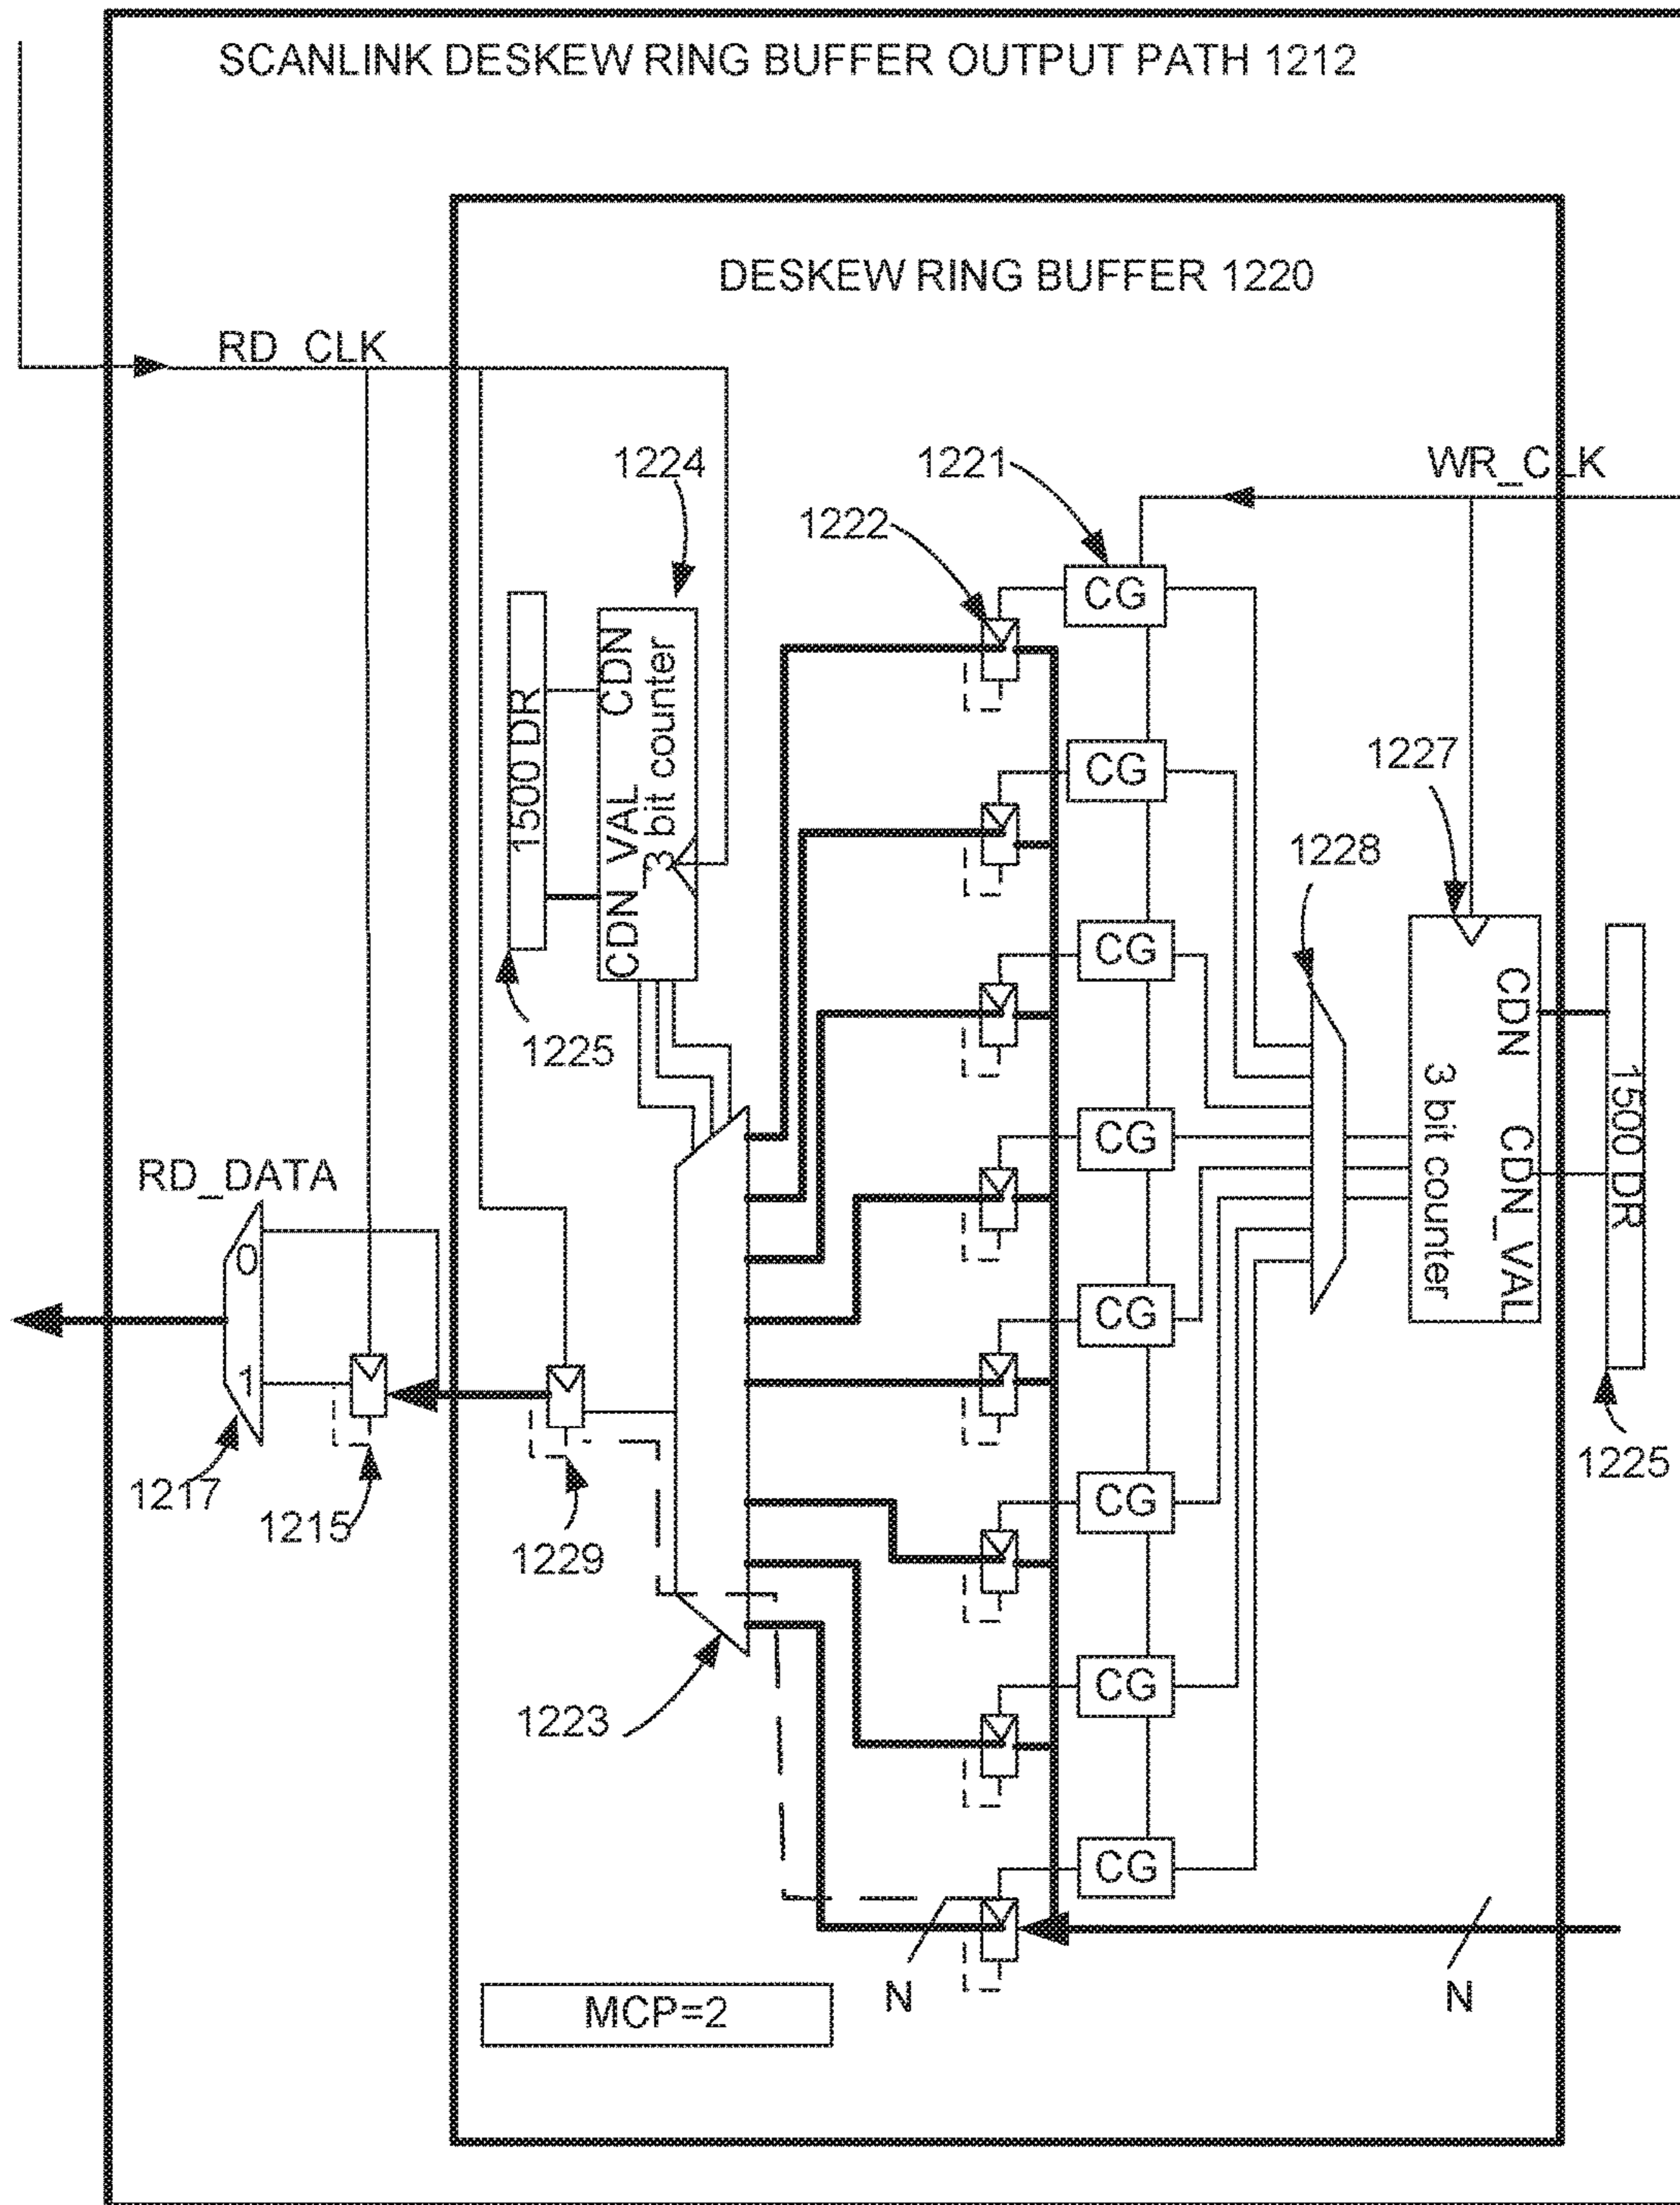 SCANLINK DESKEW RING BUFFER OUTPUT PATH 1212
DESKEW RING BUFFER 1220
RD_CLK
1224
1221
WR_CLK
1222
CG
1500 DR
CDN
CDN_VAL
3 bit counter
CG
1227
1228
CG
1225
CDN
CDN_VAL
3 bit counter
1500 DR
CG
RD_DATA
0
1
CG
1217
1215
1229
CG
1225
1223
CG
CG
N
N
MCP=2